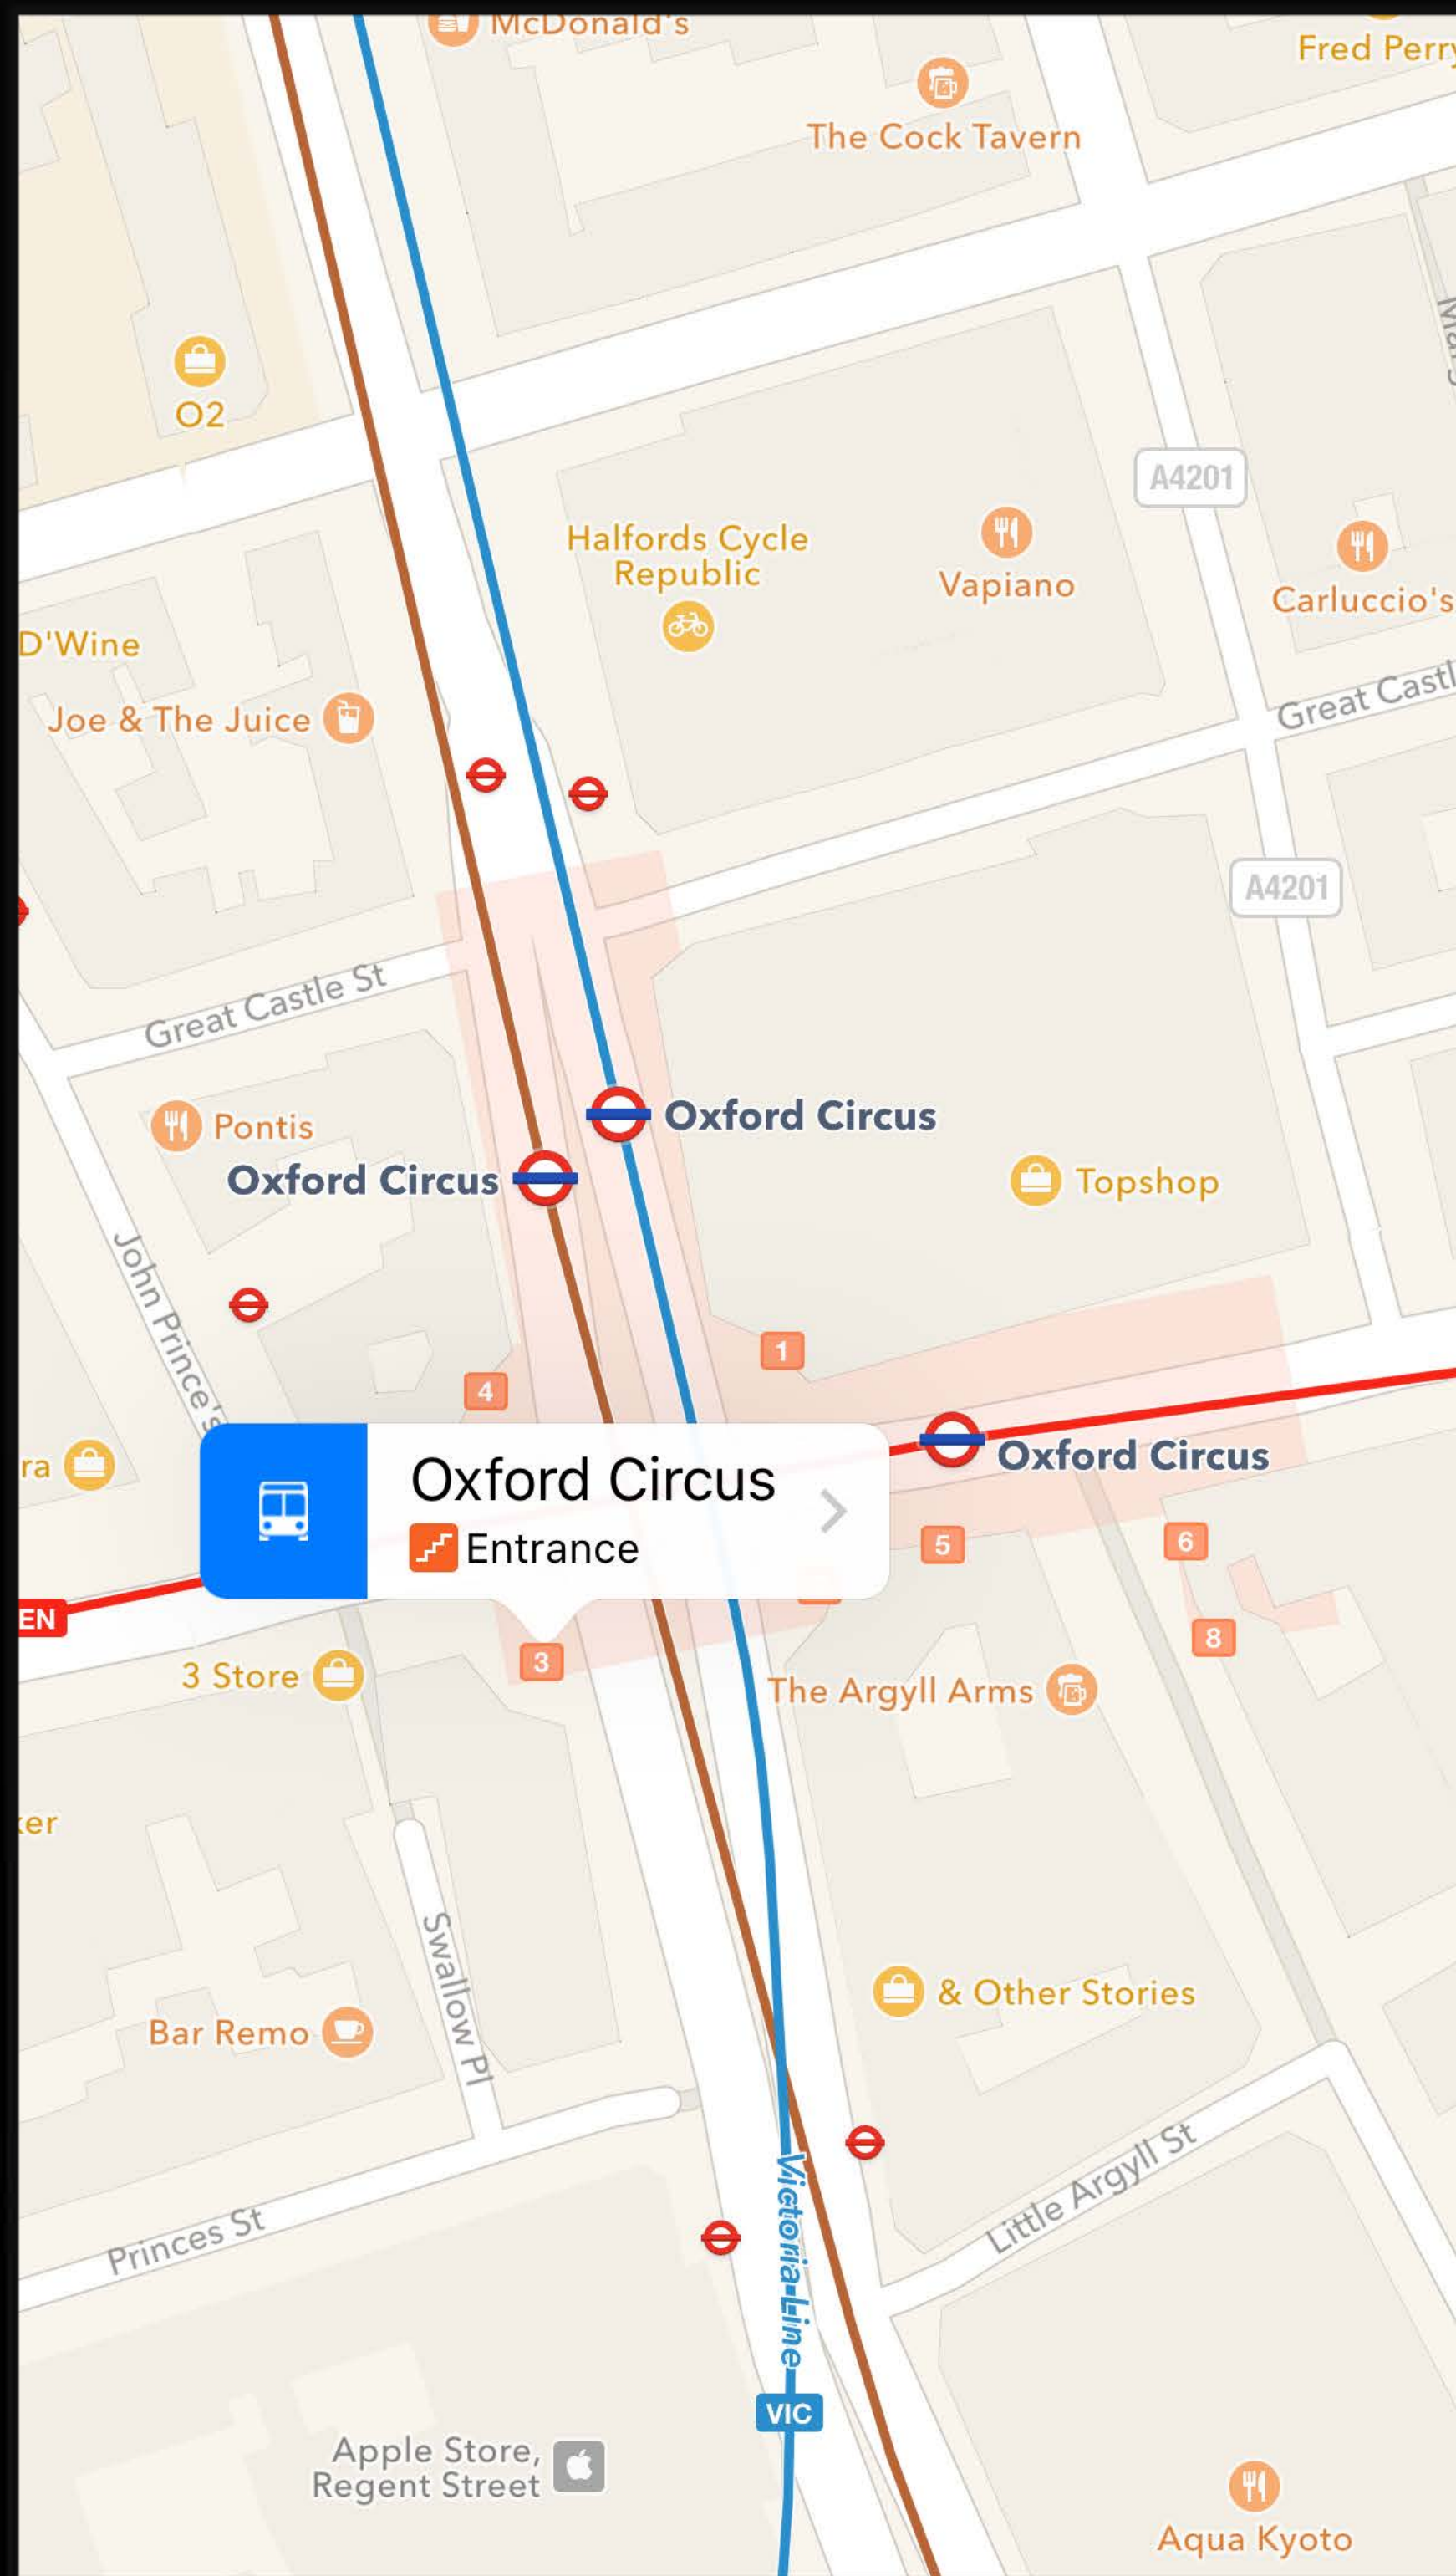 McDonald's
Fred Perry
The Cock Tavern
O2
A4201
Halfords Cycle
Republic
Vapiano
Carluccio's
D'Wine
Great Castl
Joe & The Juice
A4201
Great Castle St
Oxford Circus
Pontis
Oxford Circus
Topshop
John Prince's
1
4
Oxford Circus
Entrance
Oxford Circus
ra
5
6
EN
8
3
3 Store
The Argyll Arms
ker
Swallow Pl
& Other Stories
Bar Remo
Little Argyll St
Princes St
Victoria Line
VIC
Apple Store,
Regent Street
Aqua Kyoto